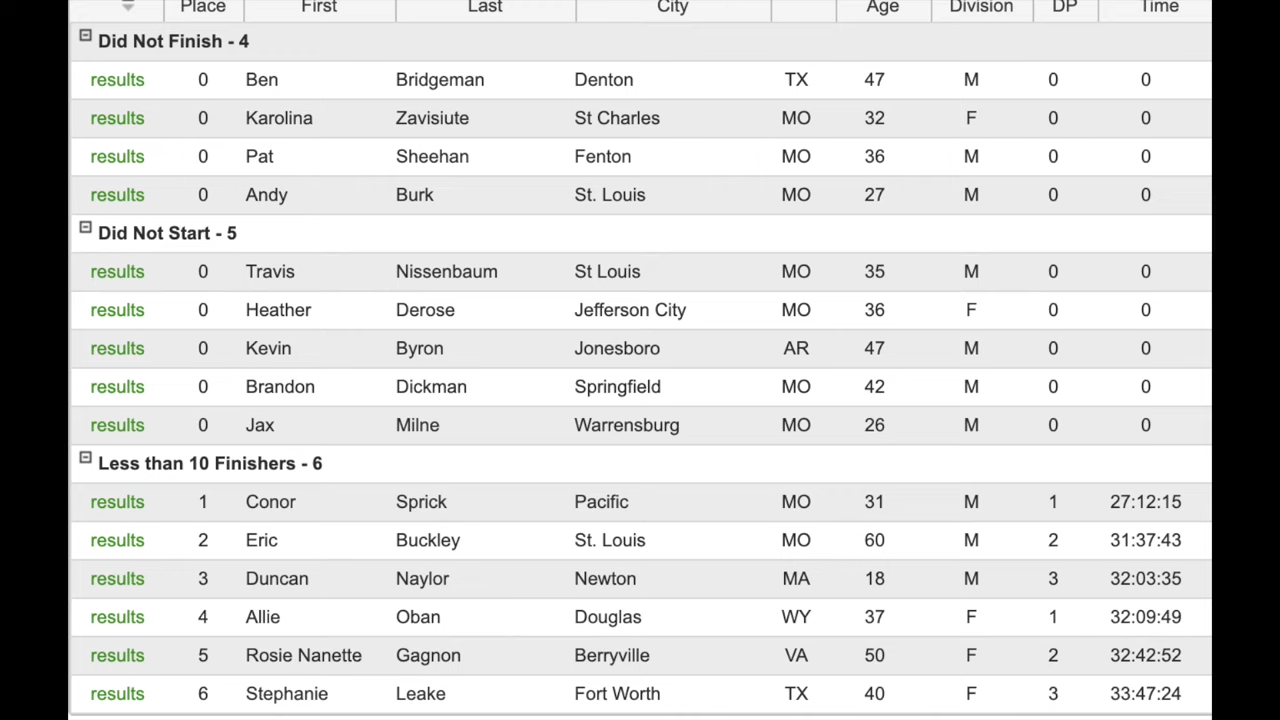 Place First Last City Age Division DP Time
Did Not Finish - 4
results 0 Ben Bridgeman Denton TX 47 M 0 0
results 0 Karolina Zavisiute St Charles MO 32 F 0 0
results 0 Pat Sheehan Fenton MO 36 M 0 0
results 0 Andy Burk St. Louis MO 27 M 0 0
Did Not Start - 5
results 0 Travis Nissenbaum St Louis MO 35 M 0 0
results 0 Heather Derose Jefferson City MO 36 F 0 0
results 0 Kevin Byron Jonesboro AR 47 M 0 0
results 0 Brandon Dickman Springfield MO 42 M 0 0
results 0 Jax Milne Warrensburg MO 26 M 0 0
Less than 10 Finishers - 6
results 1 Conor Sprick Pacific MO 31 M 1 27:12:15
results 2 Eric Buckley St. Louis MO 60 M 2 31:37:43
results 3 Duncan Naylor Newton MA 18 M 3 32:03:35
results 4 Allie Oban Douglas WY 37 F 1 32:09:49
results 5 Rosie Nanette Gagnon Berryville VA 50 F 2 32:42:52
results 6 Stephanie Leake Fort Worth TX 40 F 3 33:47:24